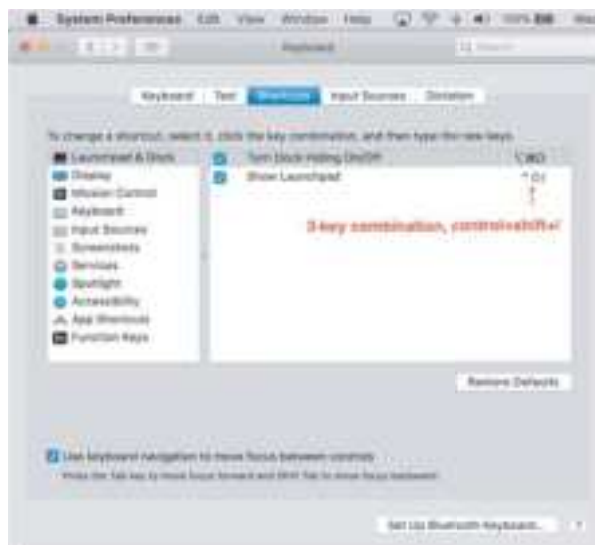 System Preferences Edit View Window Help 100%
Keyboard
Search
Keyboard Text Shortcuts Input Sources Dictation
To change a shortcut, select it, click the key combination, and then type the new keys.
Launchpad & Dock
Display
Mission Control
Keyboard
Input Sources
Screenshots
Services
Spotlight
Accessibility
App Shortcuts
Function Keys
Turn Dock Hiding On/Off ⌥⌘D
Show Launchpad
3-key combination, control+shift+/
Restore Defaults
Use keyboard navigation to move focus between controls
Press the Tab key to move focus forward and Shift Tab to move focus backward.
Set Up Bluetooth Keyboard...
?